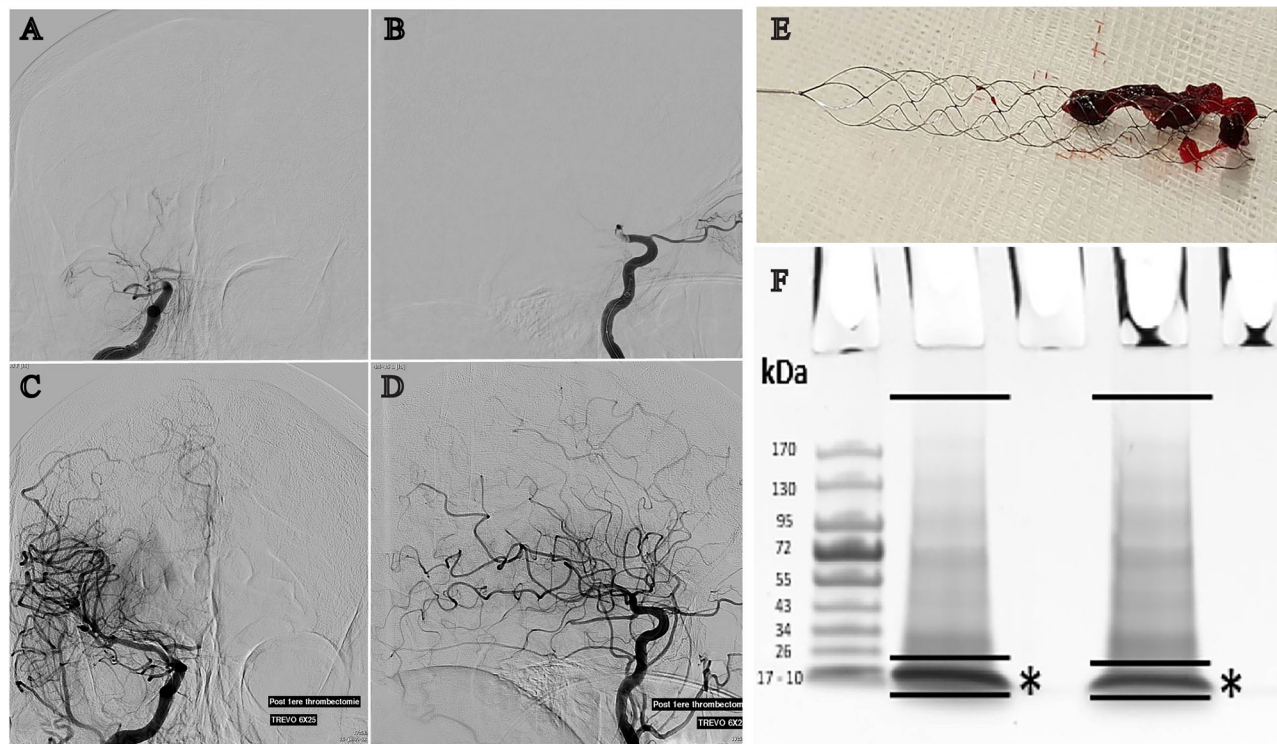 A
B
C
Post 1ere thrombectomie
TREVO 6X25
D
Post 1ere thrombectom
TREVO 6X2
E
F
kDa
170
130
95
72
55
43
34
26
17 - 10
*
*